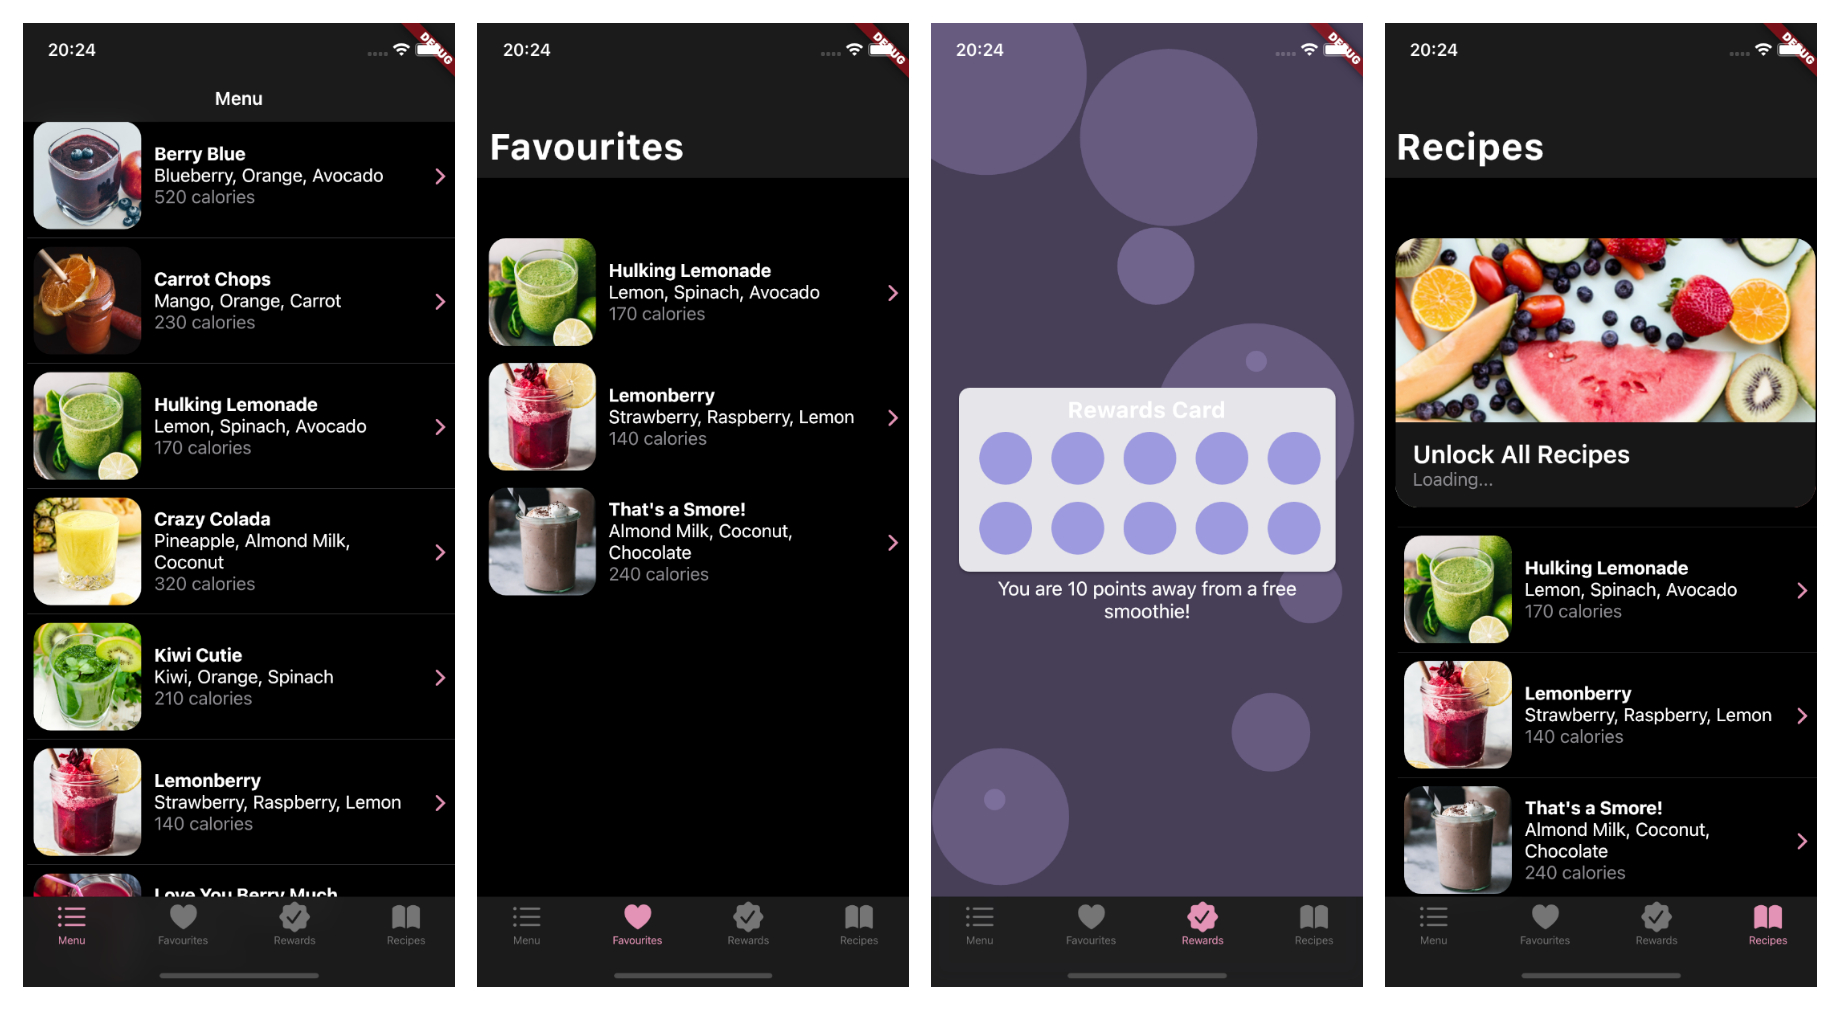 20:24
DEBUG
Menu
Berry Blue
Blueberry, Orange, Avocado
520 calories
Carrot Chops
Mango, Orange, Carrot
230 calories
Hulking Lemonade
Lemon, Spinach, Avocado
170 calories
Crazy Colada
Pineapple, Almond Milk,
Coconut
320 calories
Kiwi Cutie
Kiwi, Orange, Spinach
210 calories
Lemonberry
Strawberry, Raspberry, Lemon
140 calories
Love You Berry Much
Menu
Favourites
Rewards
Recipes
20:24
DEBUG
Favourites
Hulking Lemonade
Lemon, Spinach, Avocado
170 calories
Lemonberry
Strawberry, Raspberry, Lemon
140 calories
That's a Smore!
Almond Milk, Coconut,
Chocolate
240 calories
Menu
Favourites
Rewards
Recipes
20:24
DEBUG
Rewards Card
You are 10 points away from a free
smoothie!
Menu
Favourites
Rewards
Recipes
20:24
DEBUG
Recipes
Unlock All Recipes
Loading...
Hulking Lemonade
Lemon, Spinach, Avocado
170 calories
Lemonberry
Strawberry, Raspberry, Lemon
140 calories
That's a Smore!
Almond Milk, Coconut,
Chocolate
240 calories
Menu
Favourites
Rewards
Recipes